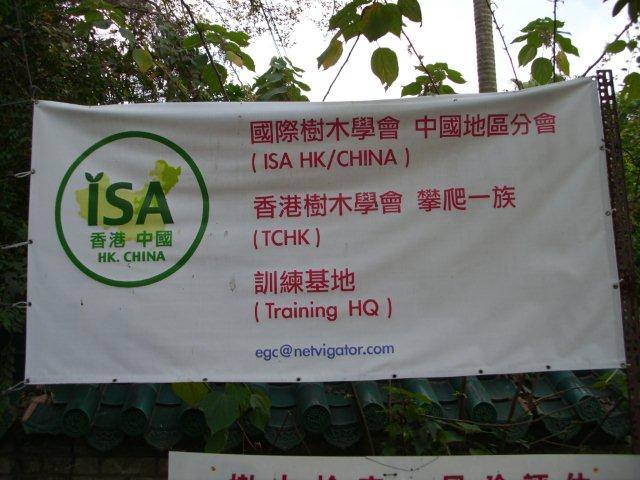 ISA
香港 中國
HK. CHINA
國際樹木學會 中國地區分會
( ISA HK/CHINA )
香港樹木學會 攀爬一族
(TCHK )
訓練基地
( Training HQ )
egc@netvigator.com